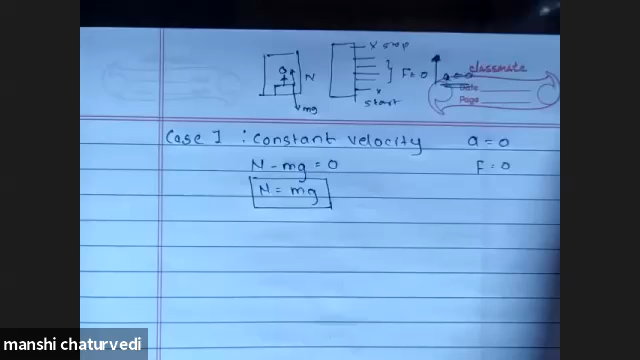 x stop
N
F = 0
classmate
Date
Page
x
start
mg
Case I : Constant velocity a = 0
N - mg = 0 F = 0
N = mg
manshi chaturvedi